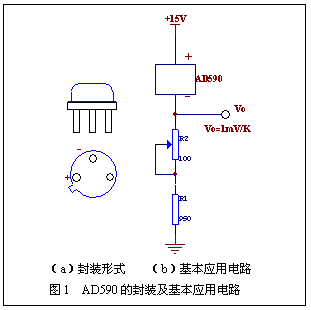 +15V
+
AD590
-
Vo
Vo=1mV/K
R2
100
R1
950
-
+
（a）封装形式 （b）基本应用电路
图1 AD590的封装及基本应用电路